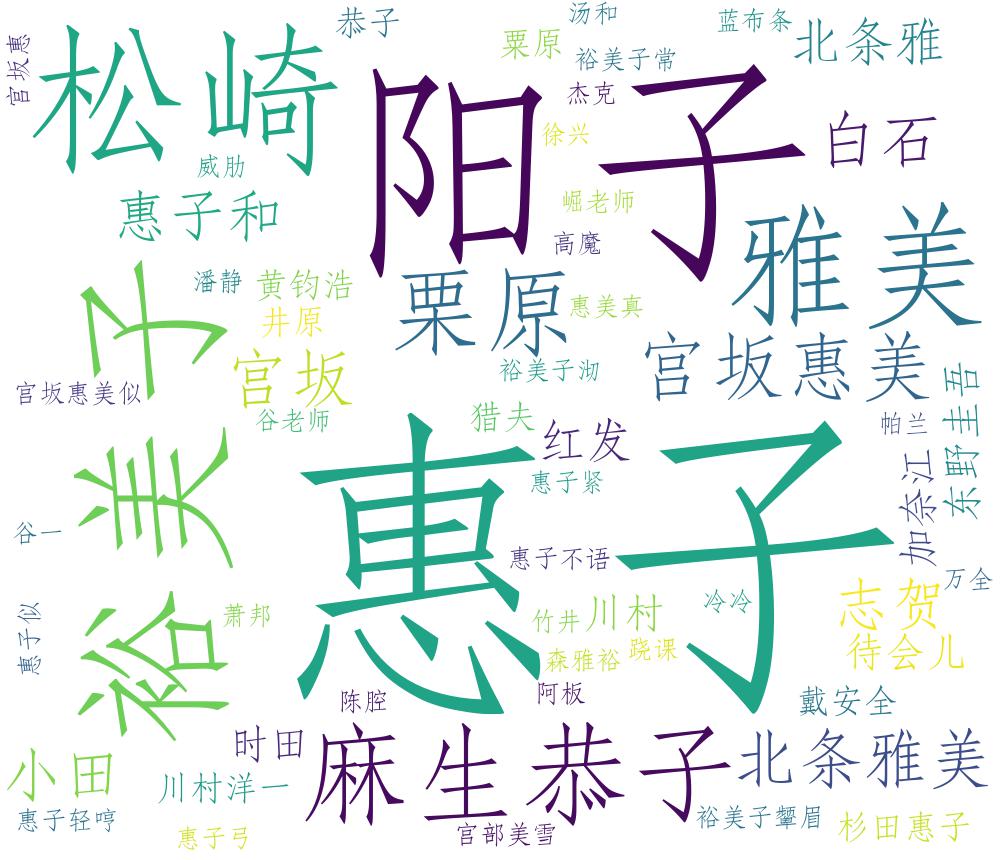 宫坂惠
松崎
恭子
汤和
粟原
裕美子常
蓝布条
北条雅
杰克
徐兴
阳子
白石
威肋
惠子和
崛老师
高魔
雅美
潘静
黄钧浩
井原
栗原
惠美真
宫坂惠美
裕美子
宫坂
裕美子沏
宫坂惠美似
谷老师
猎夫
红发
帕兰
东野圭吾
惠子紧
加奈江
谷一
惠子
惠子不语
万全
惠子似
萧邦
竹井
川村
冷冷
志贺
森雅裕
跷课
待会儿
陈腔
阿板
戴安全
小田
时田
川村洋一
麻生恭子
北条雅美
惠子轻哼
惠子弓
宫部美雪
裕美子颦眉
杉田惠子